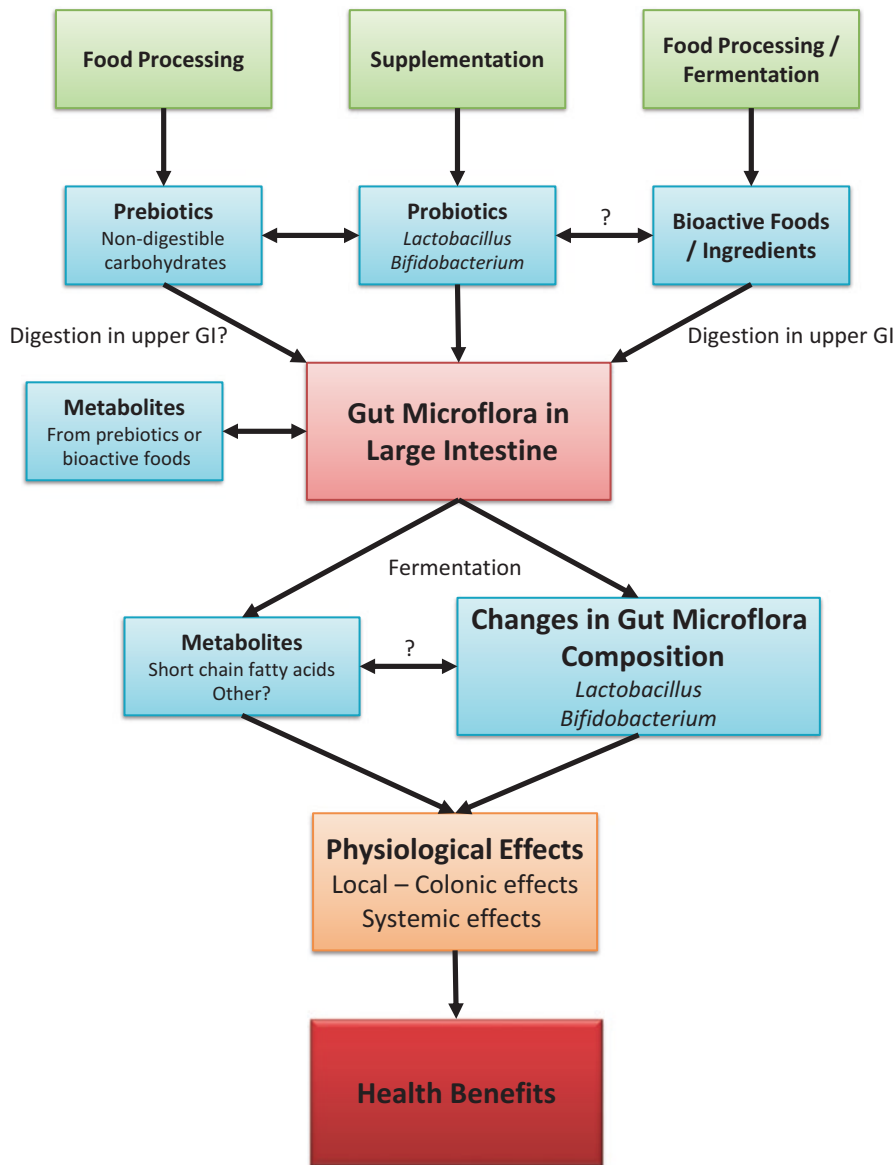 Food Processing
Supplementation
Food Processing /
Fermentation
Prebiotics
Non-digestible
carbohydrates
Probiotics
Lactobacillus
Bifidobacterium
?
Bioactive Foods
/ Ingredients
Digestion in upper GI?
Digestion in upper GI
Metabolites
From prebiotics or
bioactive foods
Gut Microflora in
Large Intestine
Fermentation
Metabolites
Short chain fatty acids
Other?
?
Changes in Gut Microflora
Composition
Lactobacillus
Bifidobacterium
Physiological Effects
Local – Colonic effects
Systemic effects
Health Benefits